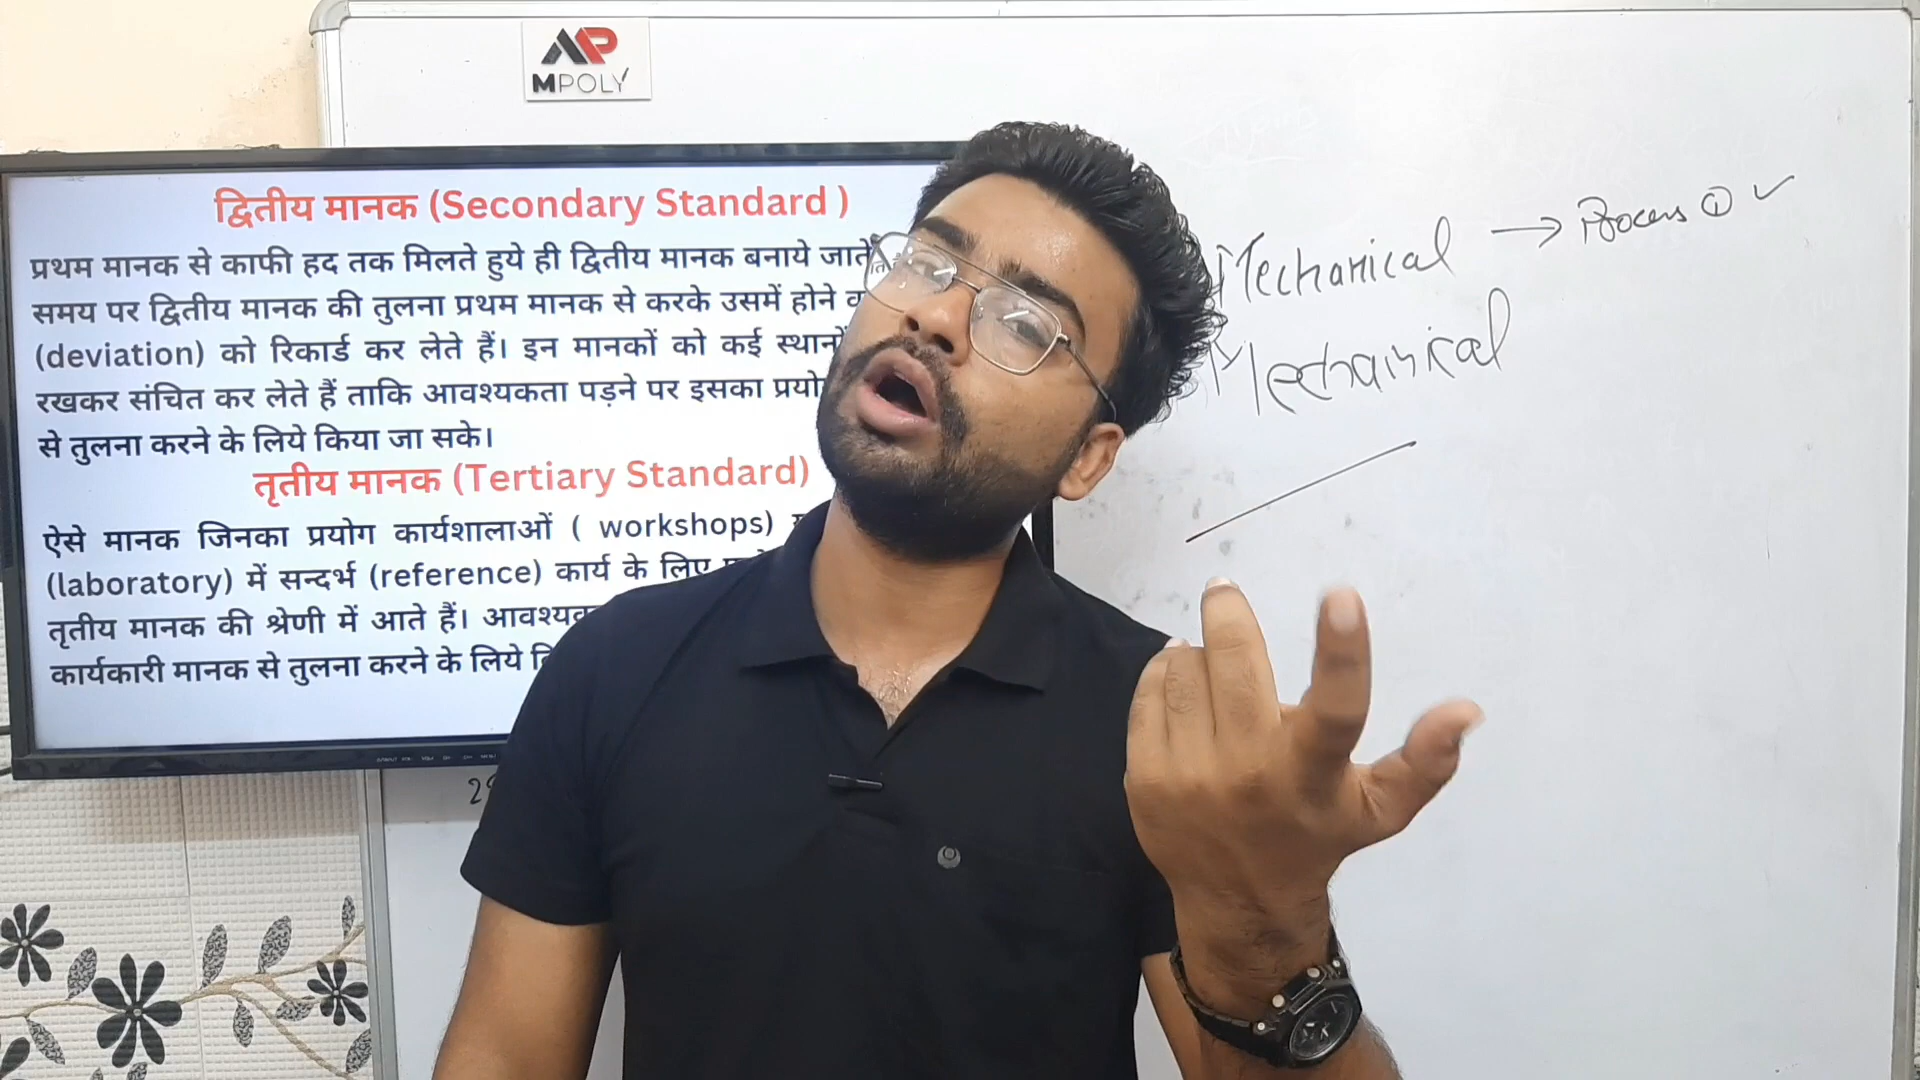 MPOLY
द्वितीय मानक (Secondary Standard )
प्रथम मानक से काफी हद तक मिलते हुये ही द्वितीय मानक बनाये जाते
समय पर द्वितीय मानक की तुलना प्रथम मानक से करके उसमें होने
(deviation) को रिकार्ड कर लेते हैं। इन मानकों को कई
रखकर संचित कर लेते हैं ताकि आवश्यकता पड़ने पर इसका
से तुलना करने के लिये किया जा सके।
तृतीय मानक (Tertiary Standard)
ऐसे मानक जिनका प्रयोग कार्यशालाओं ( workshops)
(laboratory) में सन्दर्भ (reference) कार्य के लिए
तृतीय मानक की श्रेणी में आते हैं।
कार्यकारी मानक से तुलना करने के लिये
Mechanical → Process ① ✓
Mechanical